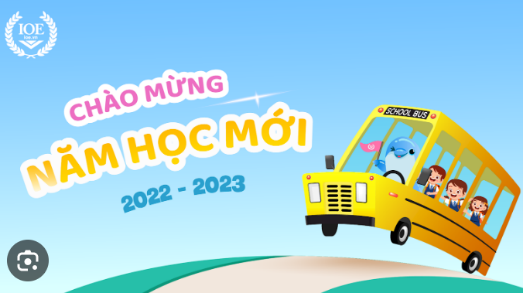 IOE
CHÀO MỪNG
NĂM HỌC MỚI
2022 - 2023
SCHOOL BUS